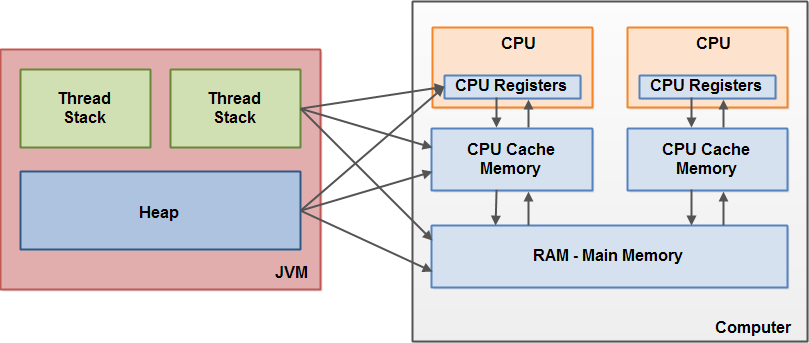 CPU
CPU
CPU Registers
CPU Registers
Thread
Stack
Thread
Stack
CPU Cache
Memory
CPU Cache
Memory
Heap
RAM - Main Memory
JVM
Computer